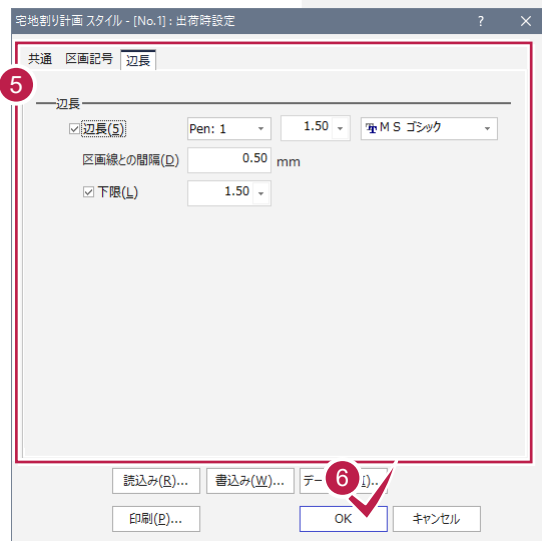 宅地割り計画 スタイル - [No.1] : 出荷時設定 ? ×
共通 区画記号 辺長
5
辺長
辺長(5) Pen: 1 1.50 MS ゴシック
区画線との間隔(D) 0.50 mm
下限(L) 1.50
読込み(R)... 書込み(W)...
6
印刷(P)... OK キャンセル